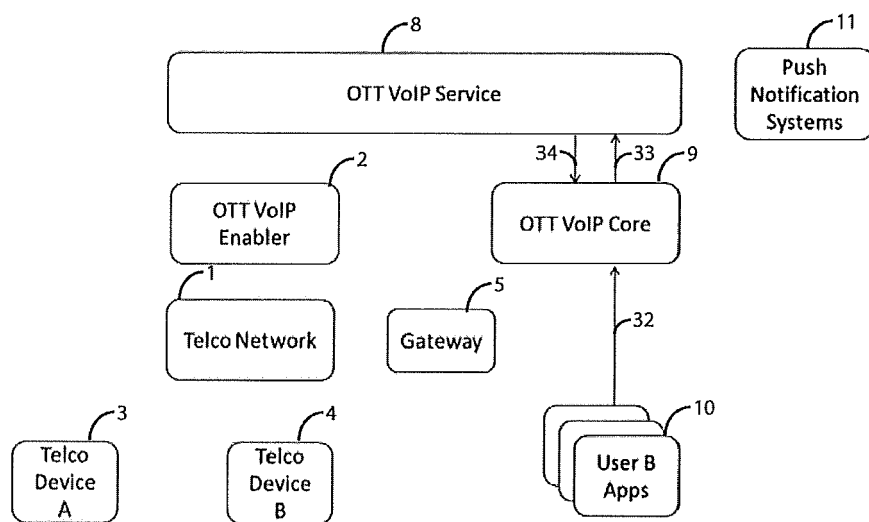 8
11
OTT VoIP Service
Push
Notification
Systems
34
33
9
2
OTT VoIP
Enabler
OTT VoIP Core
1
5
Telco Network
Gateway
32
3
4
10
Telco
Device
A
Telco
Device
B
User B
Apps